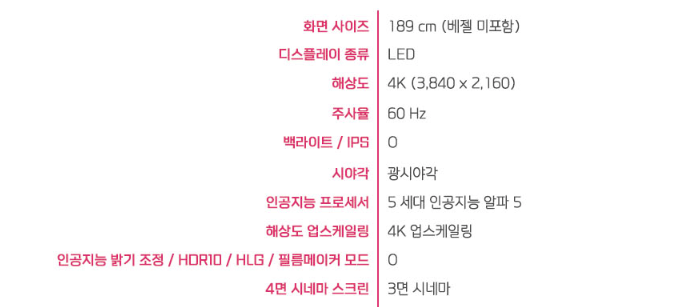 화면 사이즈 189 cm (베젤 미포함)
디스플레이 종류 LED
해상도 4K (3,840 x 2,160)
주사율 60 Hz
백라이트 / IPS O
시야각 광시야각
인공지능 프로세서 5 세대 인공지능 알파 5
해상도 업스케일링 4K 업스케일링
인공지능 밝기 조정 / HDR10 / HLG / 필름메이커 모드 O
4면 시네마 스크린 3면 시네마